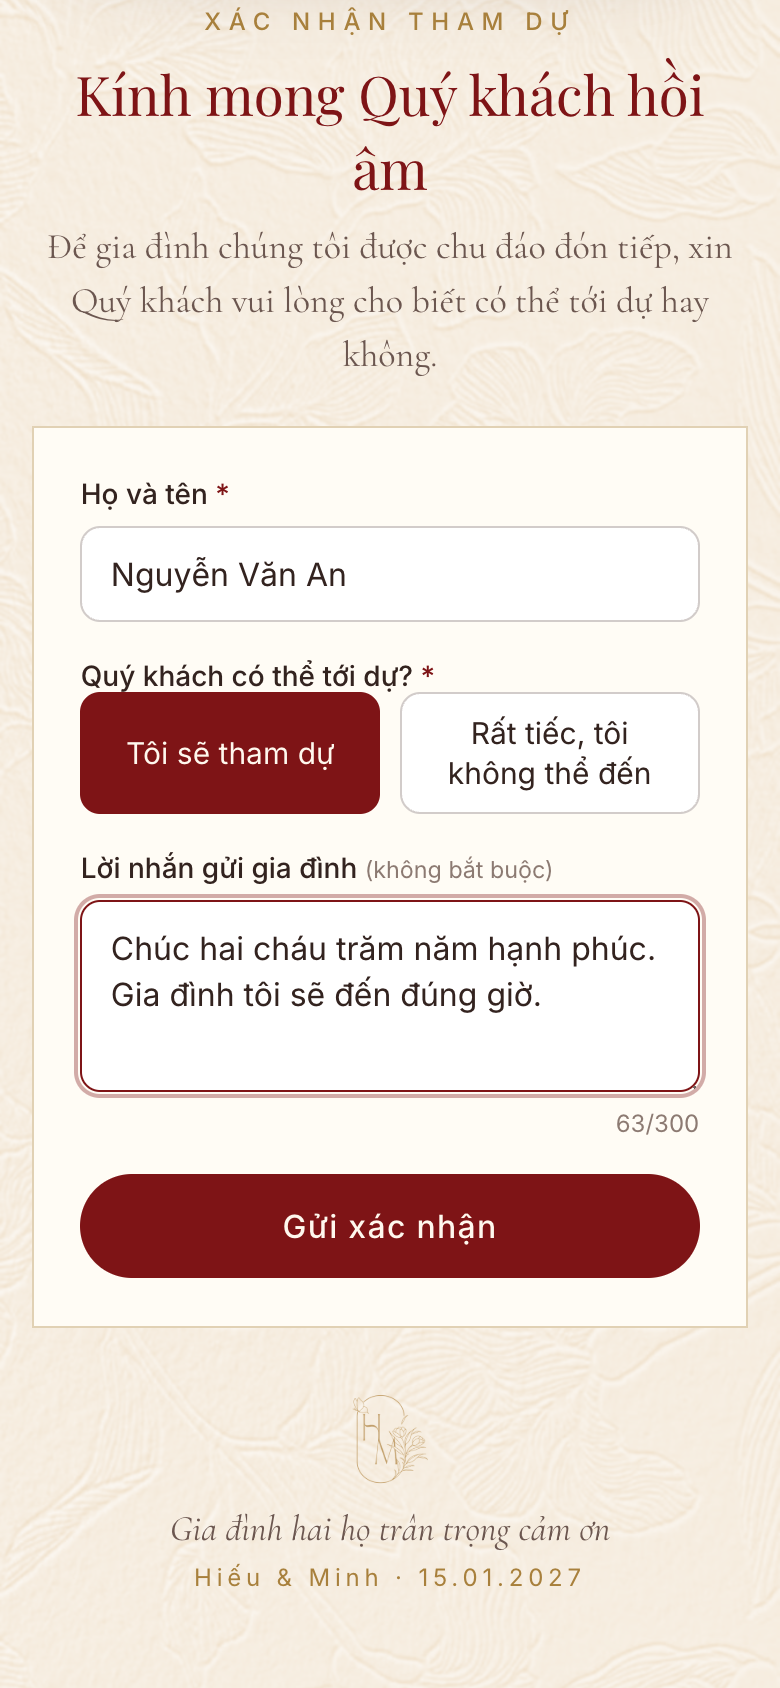 XÁC NHẬN THAM DỰ
Kính mong Quý khách hồi
âm
Để gia đình chúng tôi được chu đáo đón tiếp, xin
Quý khách vui lòng cho biết có thể tới dự hay
không.
Họ và tên *
Nguyễn Văn An
Quý khách có thể tới dự? *
Tôi sẽ tham dự
Rất tiếc, tôi
không thể đến
Lời nhắn gửi gia đình (không bắt buộc)
Chúc hai cháu trăm năm hạnh phúc.
Gia đình tôi sẽ đến đúng giờ.
63/300
Gửi xác nhận
HM
Gia đình hai họ trân trọng cảm ơn
Hiếu & Minh · 15.01.2027